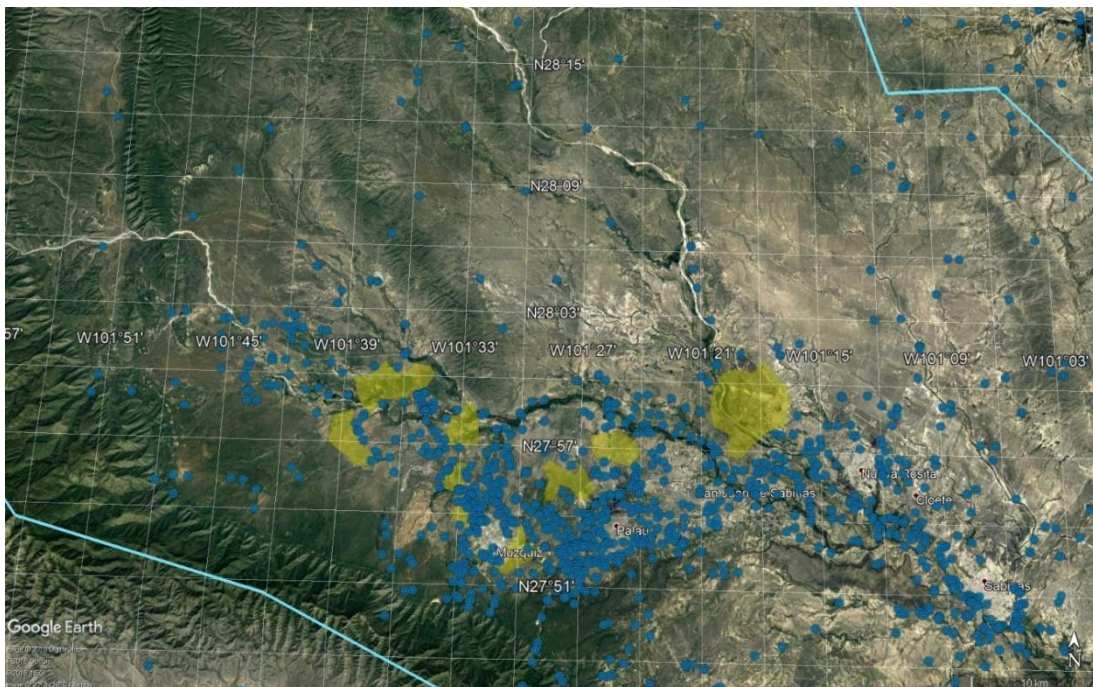 N28°15'
N28°09'
N28°03'
57'
W101°51'
W101°45'
W101°39'
W101°33'
W101°27'
W101°21'
W101°15'
W101°09'
W101°03'
N27°57'
Nueva Rosita
Cloete
San Juan de Sabinas
Palau
Muzquiz
N27°51'
Sabinas
Google Earth
N
10 km